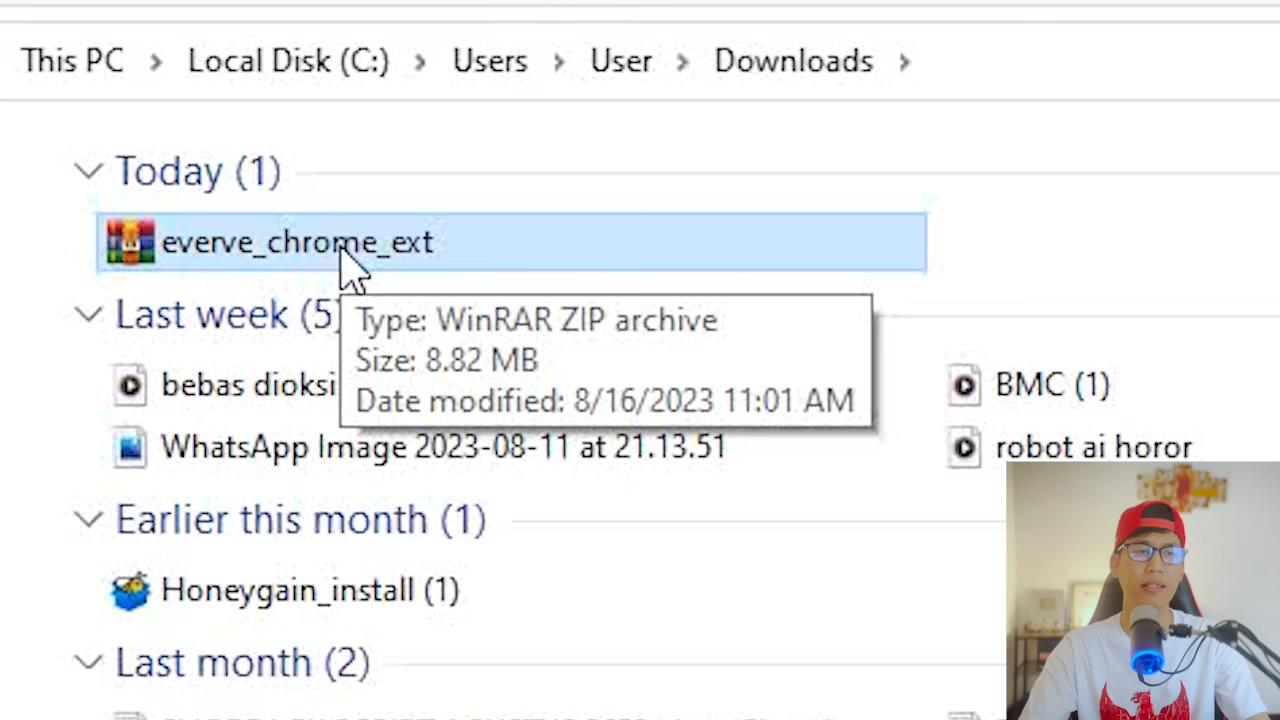 This PC > Local Disk (C:) > Users > User > Downloads >
Today (1)
everve_chrome_ext
Last week (5)
Type: WinRAR ZIP archive
Size: 8.82 MB
Date modified: 8/16/2023 11:01 AM
bebas dioksi
BMC (1)
WhatsApp Image 2023-08-11 at 21.13.51
robot ai horor
Earlier this month (1)
Honeygain_install (1)
Last month (2)